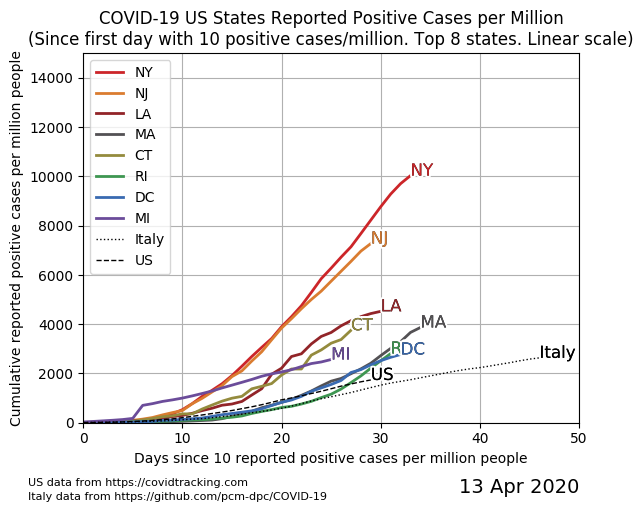 COVID-19 US States Reported Positive Cases per Million
(Since first day with 10 positive cases/million. Top 8 states. Linear scale)
Cumulative reported positive cases per million people
14000
12000
10000
8000
6000
4000
2000
0
NY
NJ
LA
MA
CT
RI
DC
MI
Italy
US
NY
NJ
LA
CT
MA
MI
DC
Italy
US
0 10 20 30 40 50
Days since 10 reported positive cases per million people
US data from https://covidtracking.com
Italy data from https://github.com/pcm-dpc/COVID-19
13 Apr 2020